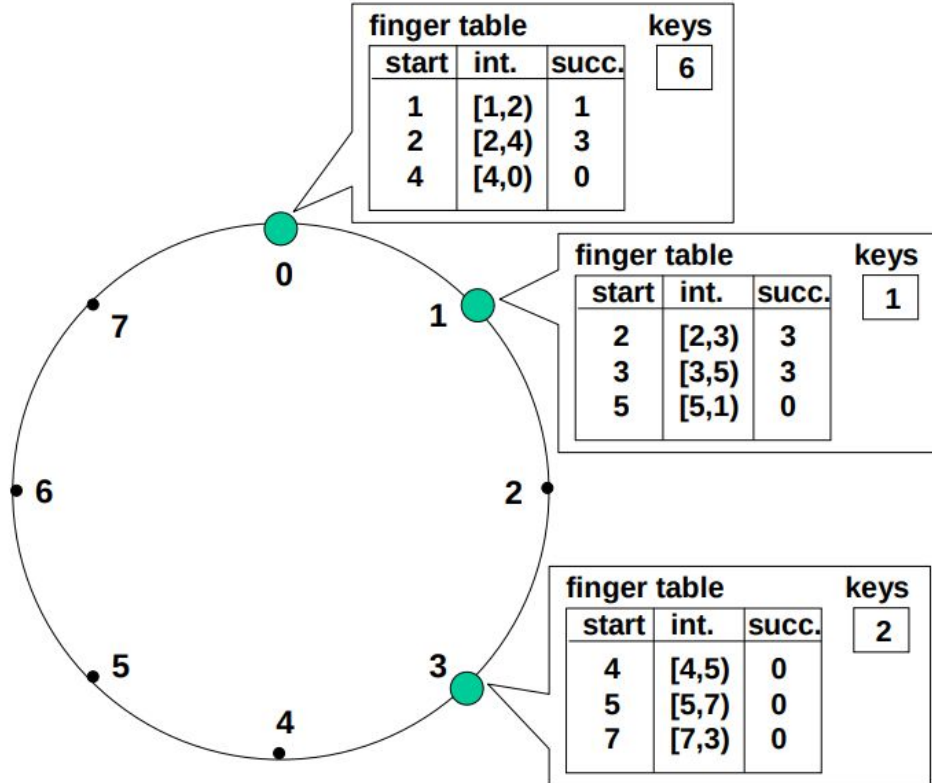 finger table keys
start int. succ. 6
1 [1,2) 1
2 [2,4) 3
4 [4,0) 0
finger table keys
start int. succ. 1
2 [2,3) 3
3 [3,5) 3
5 [5,1) 0
finger table keys
start int. succ. 2
4 [4,5) 0
5 [5,7) 0
7 [7,3) 0
0
1
2
3
4
5
6
7